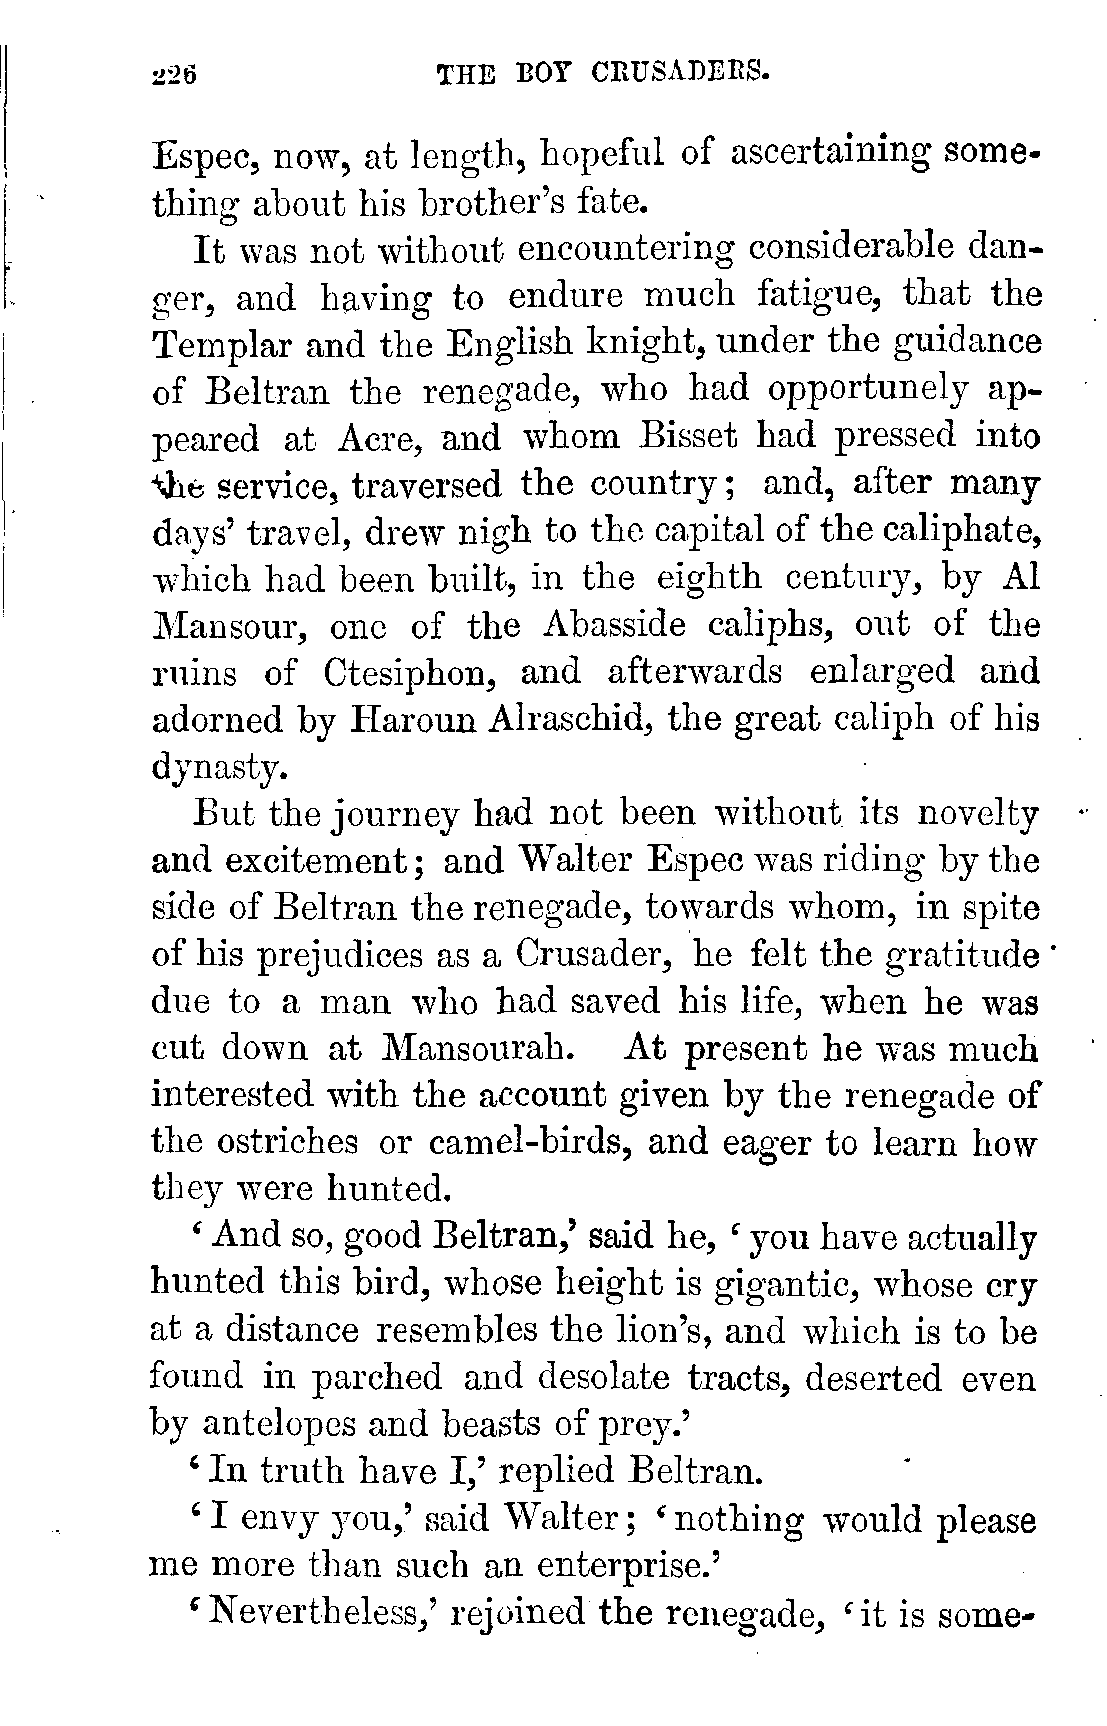 226 THE BOY CRUSADERS.
Espec, now, at length, hopeful of ascertaining some-
thing about his brother's fate.
It was not without encountering considerable dan-
ger, and having to endure much fatigue, that the
Templar and the English knight, under the guidance
of Beltran the renegade, who had opportunely ap-
peared at Acre, and whom Bisset had pressed into
the service, traversed the country; and, after many
days' travel, drew nigh to the capital of the caliphate,
which had been built, in the eighth century, by Al
Mansour, one of the Abasside caliphs, out of the
ruins of Ctesiphon, and afterwards enlarged and
adorned by Haroun Alraschid, the great caliph of his
dynasty.
But the journey had not been without its novelty
and excitement; and Walter Espec was riding by the
side of Beltran the renegade, towards whom, in spite
of his prejudices as a Crusader, he felt the gratitude
due to a man who had saved his life, when he was
cut down at Mansourah. At present he was much
interested with the account given by the renegade of
the ostriches or camel-birds, and eager to learn how
they were hunted.
‘And so, good Beltran,’ said he, ‘you have actually
hunted this bird, whose height is gigantic, whose cry
at a distance resembles the lion's, and which is to be
found in parched and desolate tracts, deserted even
by antelopes and beasts of prey.’
‘In truth have I,’ replied Beltran.
‘I envy you,’ said Walter; ‘nothing would please
me more than such an enterprise.’
‘Nevertheless,’ rejoined the renegade, ‘it is some-